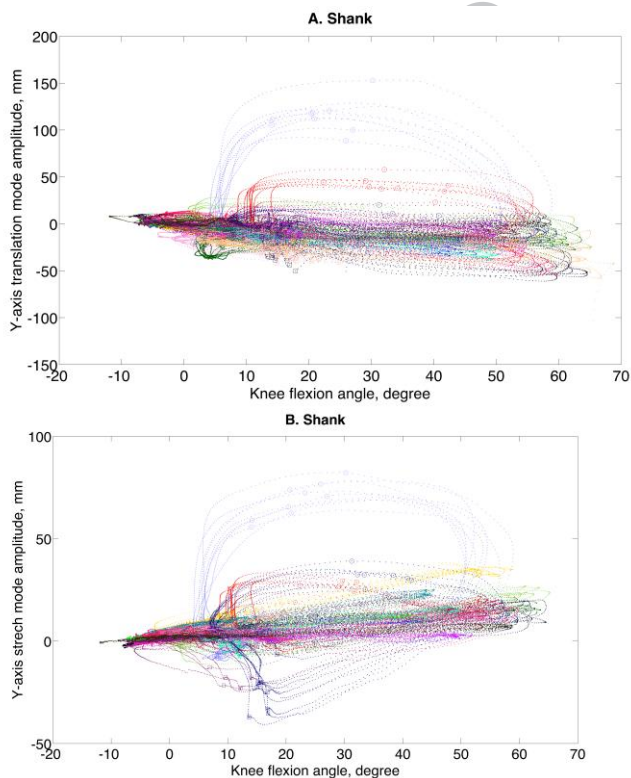 A. Shank
200
150
100
50
0
-50
-100
-150
Y-axis translation mode amplitude, mm
-20 -10 0 10 20 30 40 50 60 70
Knee flexion angle, degree
B. Shank
100
50
0
-50
Y-axis strech mode amplitude, mm
-20 -10 0 10 20 30 40 50 60 70
Knee flexion angle, degree